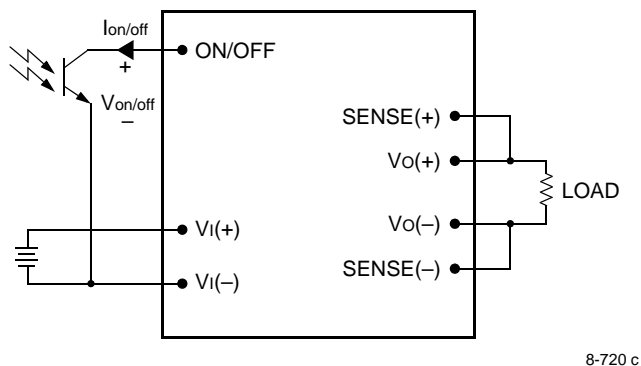 Ion/off
+
ON/OFF
Von/off
–
SENSE(+)
VO(+)
LOAD
VO(–)
SENSE(–)
VI(+)
VI(–)
8-720 c